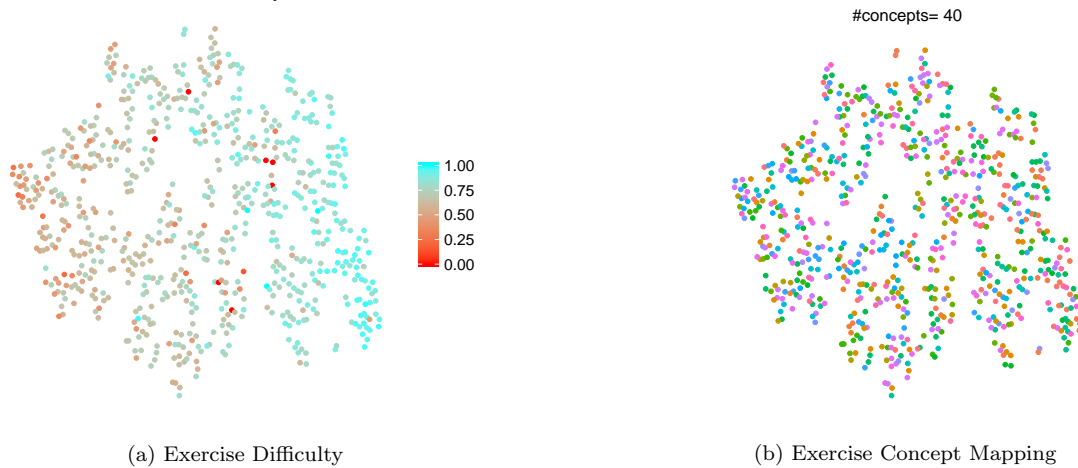 #concepts= 40
1.00
0.75
0.50
0.25
0.00
(a) Exercise Difficulty
(b) Exercise Concept Mapping